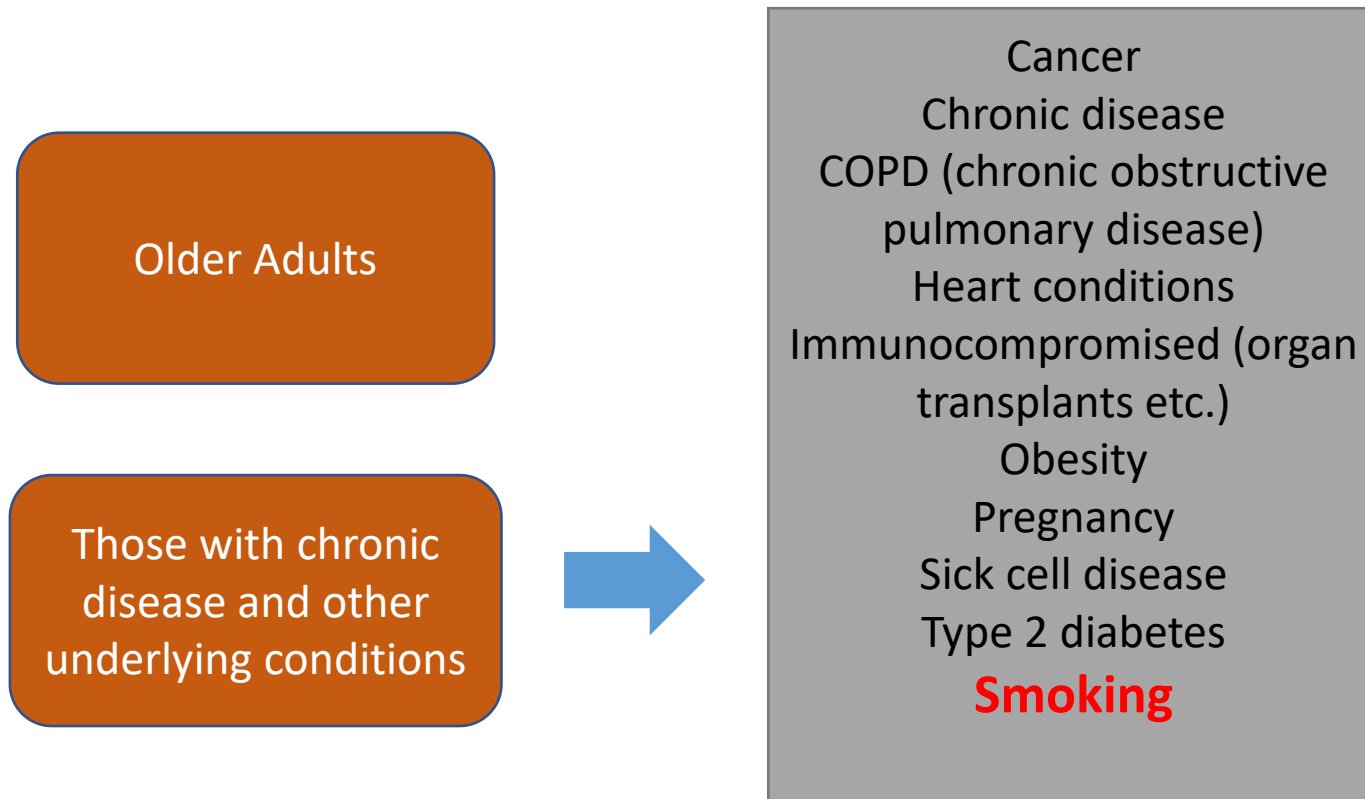 Older Adults
Those with chronic
disease and other
underlying conditions
Cancer
Chronic disease
COPD (chronic obstructive
pulmonary disease)
Heart conditions
Immunocompromised (organ
transplants etc.)
Obesity
Pregnancy
Sick cell disease
Type 2 diabetes
Smoking